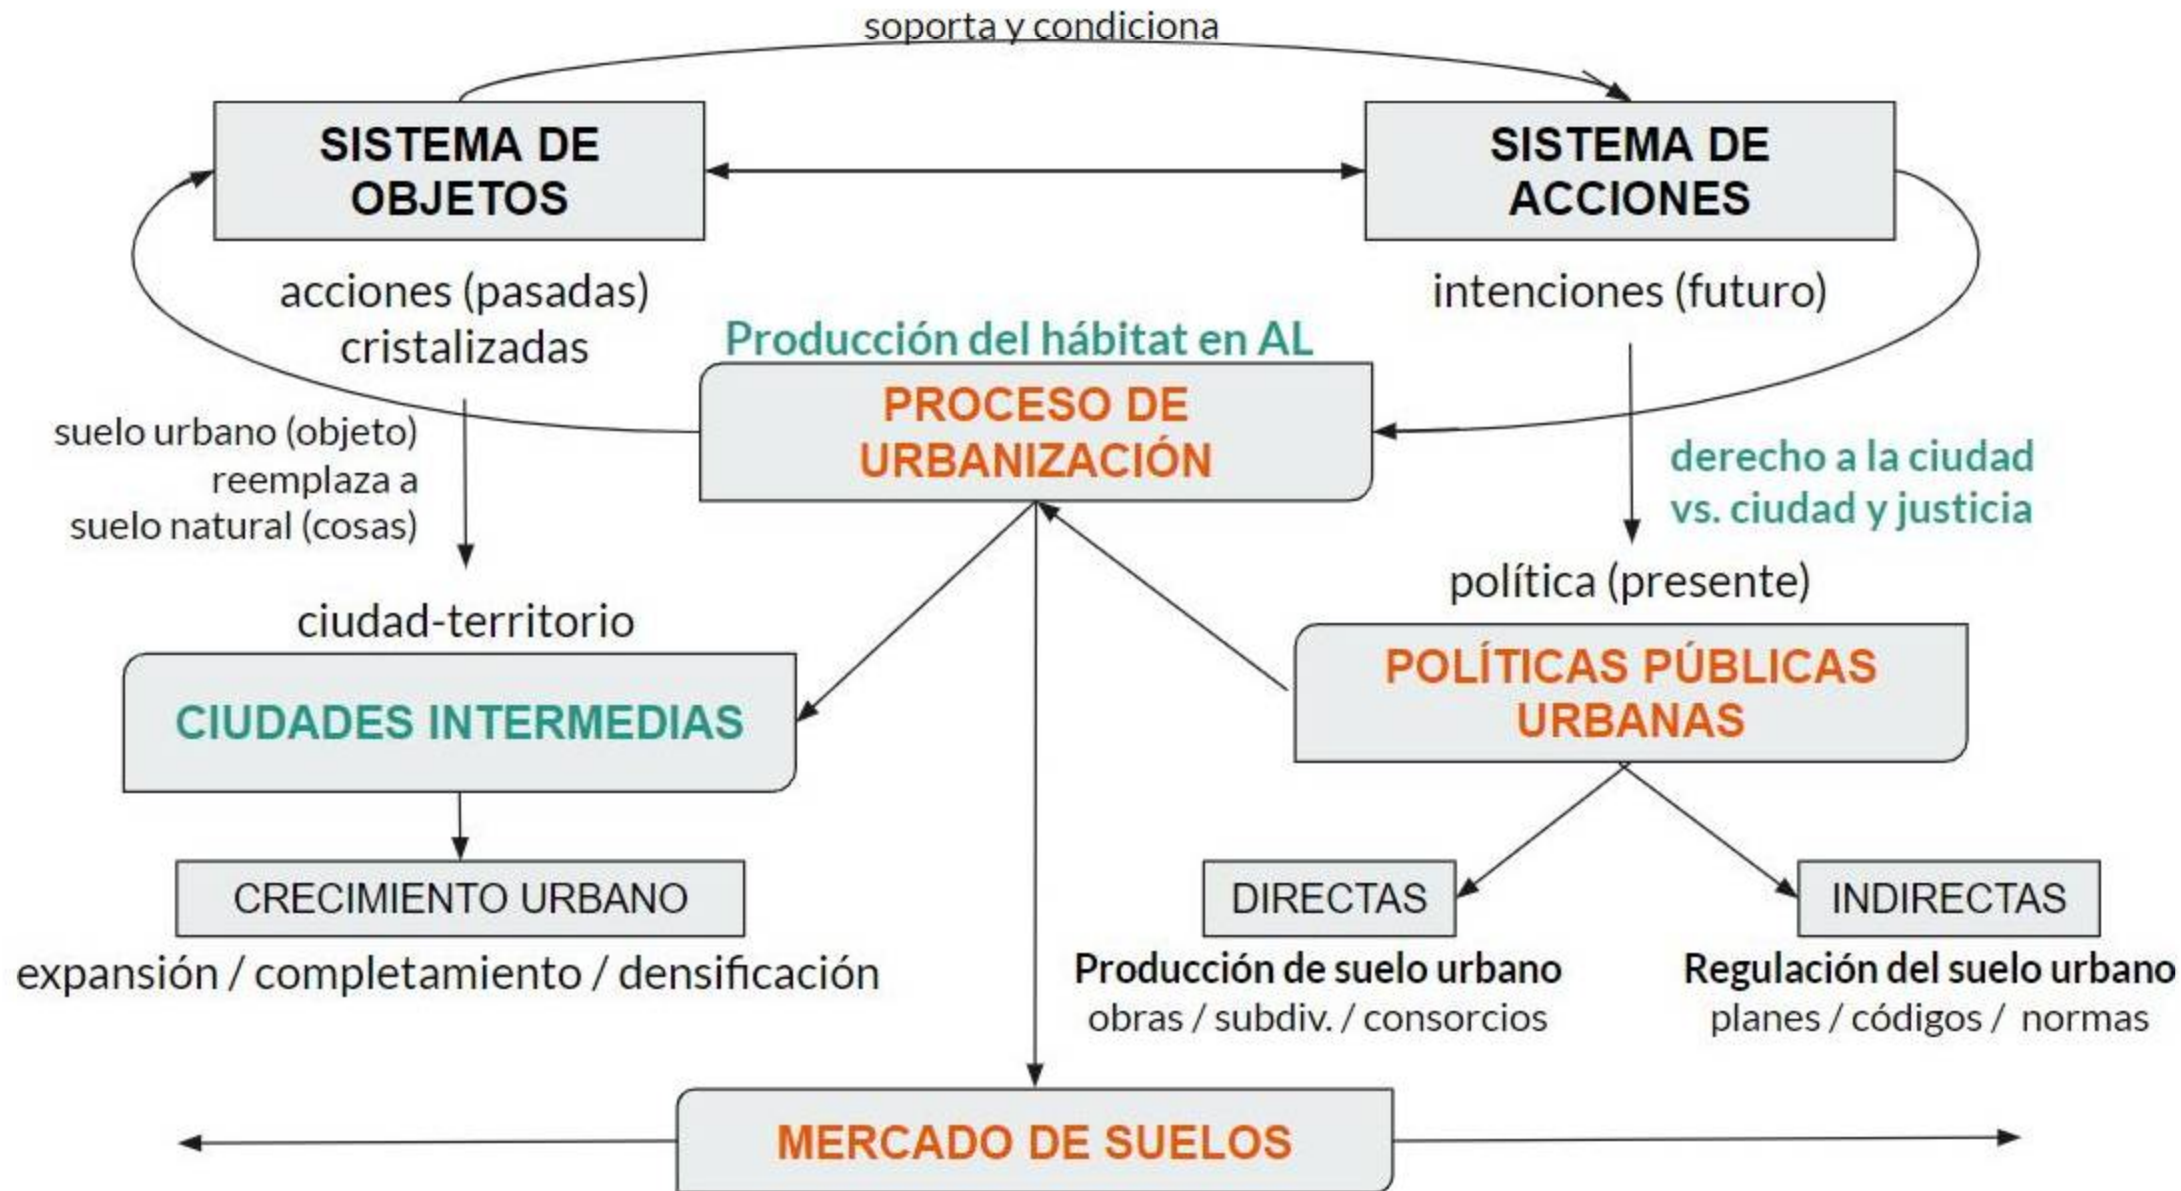 soporta y condiciona
SISTEMA DE
OBJETOS
SISTEMA DE
ACCIONES
acciones (pasadas)
cristalizadas
intenciones (futuro)
Producción del hábitat en AL
PROCESO DE
URBANIZACIÓN
suelo urbano (objeto)
reemplaza a
suelo natural (cosas)
derecho a la ciudad
vs. ciudad y justicia
ciudad-territorio
política (presente)
CIUDADES INTERMEDIAS
POLÍTICAS PÚBLICAS
URBANAS
CRECIMIENTO URBANO
expansión / completamiento / densificación
DIRECTAS
Producción de suelo urbano
obras / subdiv. / consorcios
INDIRECTAS
Regulación del suelo urbano
planes / códigos / normas
MERCADO DE SUELOS